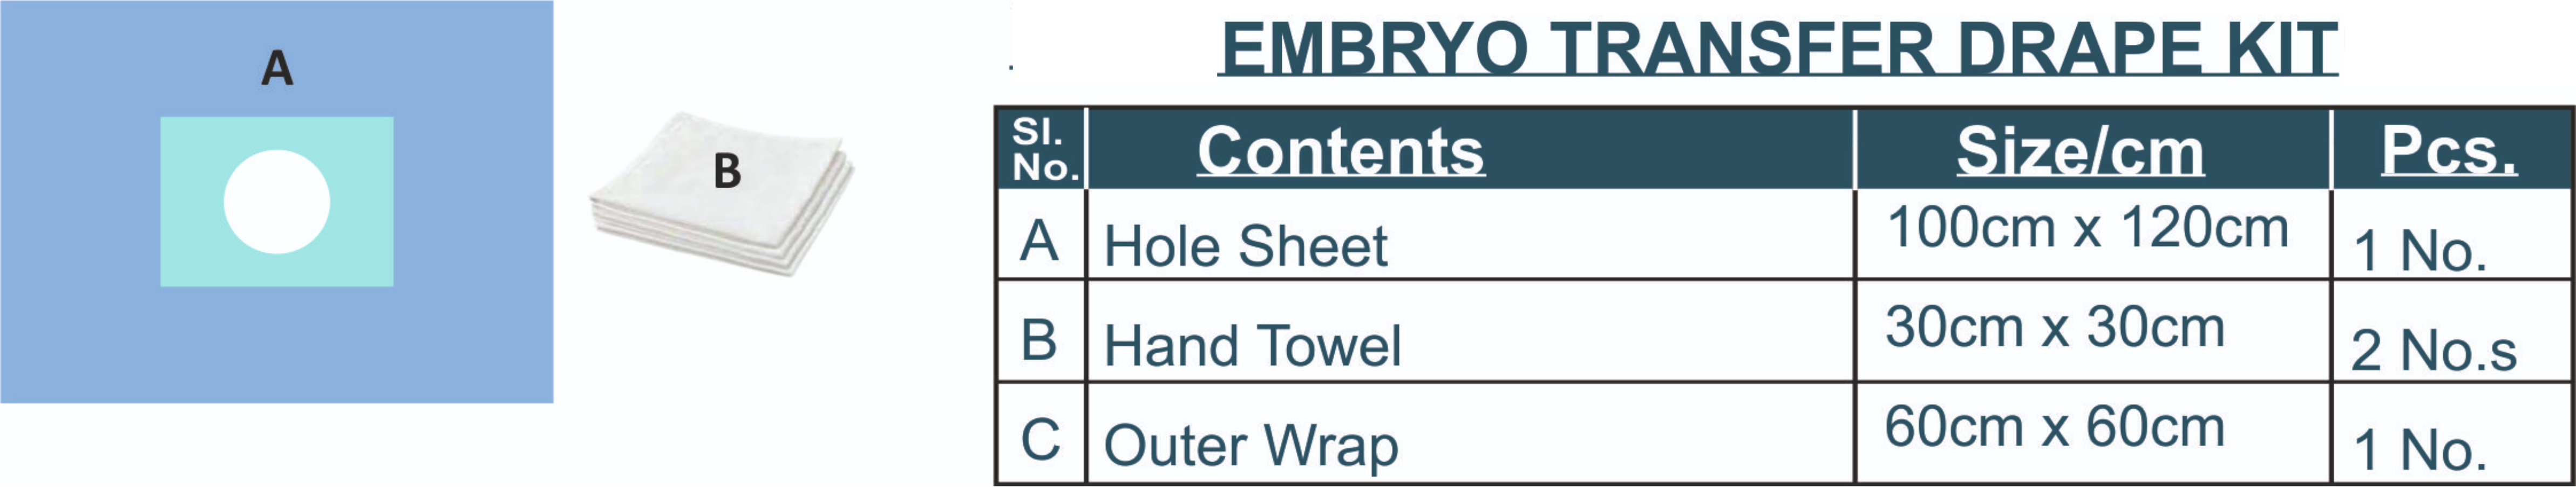 A
B
EMBRYO TRANSFER DRAPE KIT
Sl. No. Contents Size/cm Pcs.
A Hole Sheet 100cm x 120cm 1 No.
B Hand Towel 30cm x 30cm 2 No.s
C Outer Wrap 60cm x 60cm 1 No.